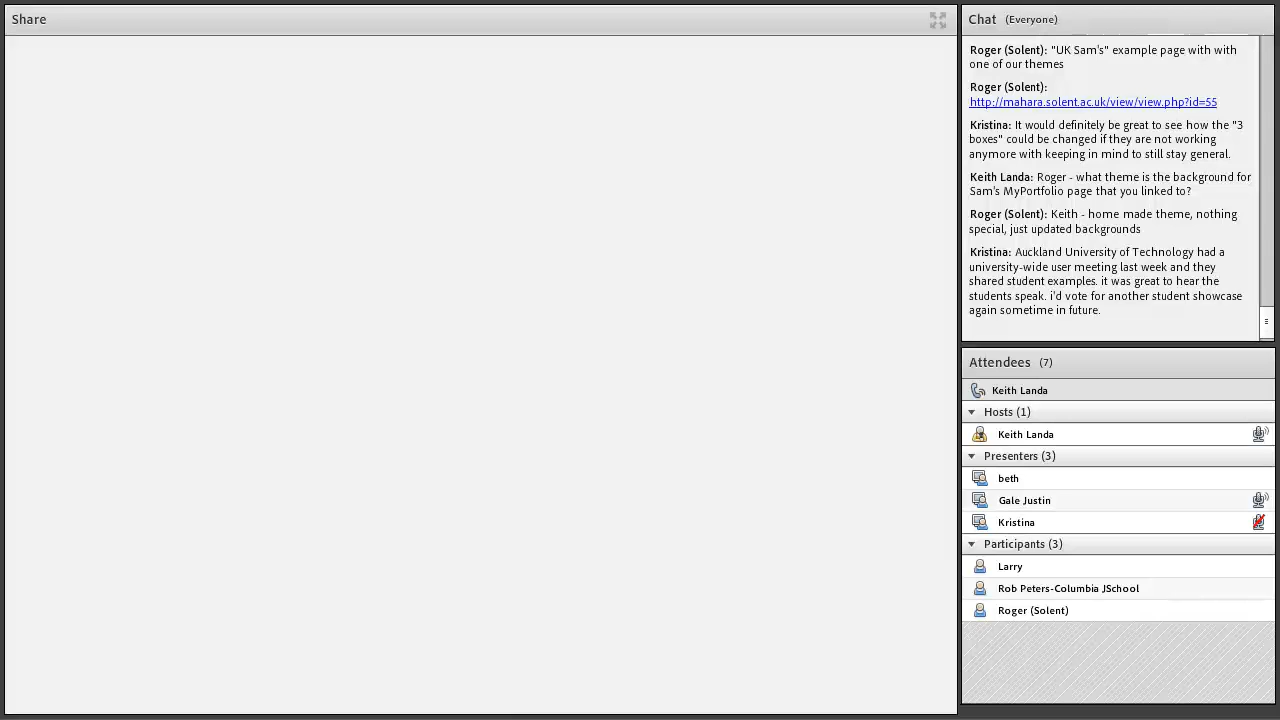 Share
Chat (Everyone)
Roger (Solent): "UK Sam's" example page with with
one of our themes
Roger (Solent):
http://mahara.solent.ac.uk/view/view.php?id=55
Kristina: It would definitely be great to see how the "3
boxes" could be changed if they are not working
anymore with keeping in mind to still stay general.
Keith Landa: Roger - what theme is the background for
Sam's MyPortfolio page that you linked to?
Roger (Solent): Keith - home made theme, nothing
special, just updated backgrounds
Kristina: Auckland University of Technology had a
university-wide user meeting last week and they
shared student examples. it was great to hear the
students speak. i'd vote for another student showcase
again sometime in future.
Attendees (7)
Keith Landa
Hosts (1)
Keith Landa
Presenters (3)
beth
Gale Justin
Kristina
Participants (3)
Larry
Rob Peters-Columbia JSchool
Roger (Solent)